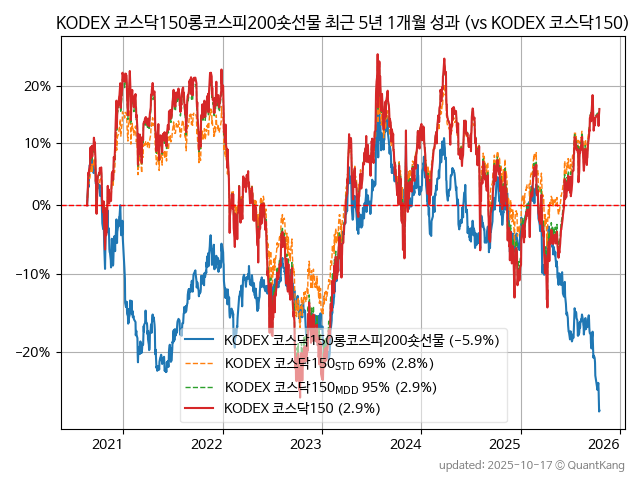 KODEX 코스닥150롱코스피200숏선물 최근 5년 1개월 성과 (vs KODEX 코스닥150)
20%
10%
0%
−10%
−20%
KODEX 코스닥150롱코스피200숏선물 (−5.9%)
KODEX 코스닥150STD 69% (2.8%)
KODEX 코스닥150MDD 95% (2.9%)
KODEX 코스닥150 (2.9%)
2021 2022 2023 2024 2025 2026
updated: 2025-10-17 © QuantKang